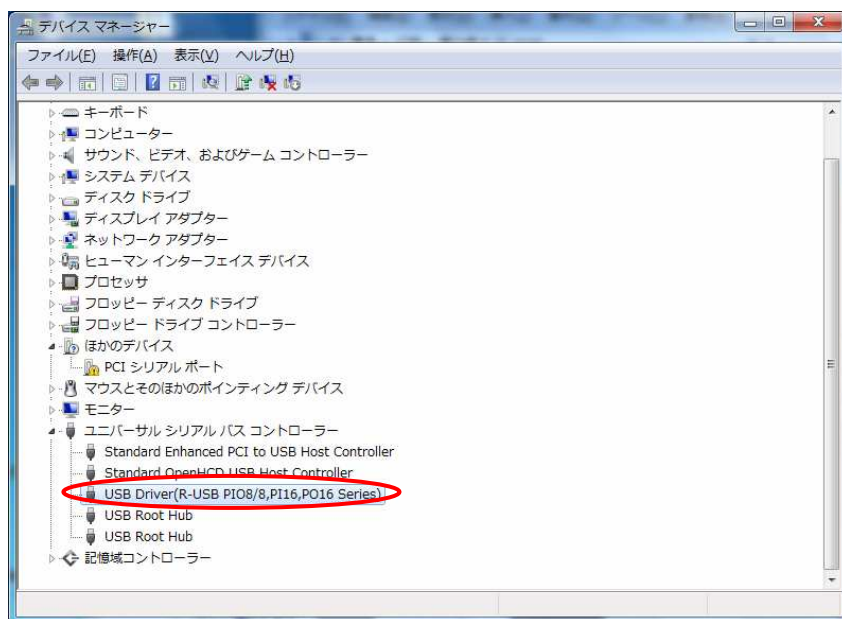 デバイス マネージャー
ファイル(F) 操作(A) 表示(V) ヘルプ(H)
キーボード
コンピューター
サウンド、ビデオ、およびゲーム コントローラー
システム デバイス
ディスク ドライブ
ディスプレイ アダプター
ネットワーク アダプター
ヒューマン インターフェイス デバイス
プロセッサ
フロッピー ディスク ドライブ
フロッピー ドライブ コントローラー
ほかのデバイス
PCI シリアル ポート
マウスとそのほかのポインティング デバイス
モニター
ユニバーサル シリアル バス コントローラー
Standard Enhanced PCI to USB Host Controller
Standard OpenHCD USB Host Controller
USB Driver(R-USB PIO8/8,PI16,PO16 Series)
USB Root Hub
USB Root Hub
記憶域コントローラー